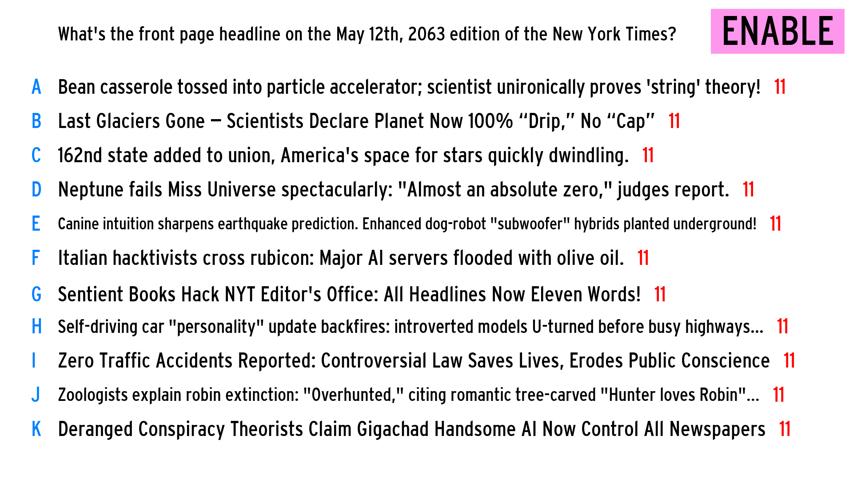 What's the front page headline on the May 12th, 2063 edition of the New York Times?
ENABLE
A Bean casserole tossed into particle accelerator; scientist unironically proves 'string' theory! 11
B Last Glaciers Gone – Scientists Declare Planet Now 100% “Drip,” No “Cap” 11
C 162nd state added to union, America's space for stars quickly dwindling. 11
D Neptune fails Miss Universe spectacularly: "Almost an absolute zero," judges report. 11
E Canine intuition sharpens earthquake prediction. Enhanced dog-robot "subwoofer" hybrids planted underground! 11
F Italian hacktivists cross rubicon: Major AI servers flooded with olive oil. 11
G Sentient Books Hack NYT Editor's Office: All Headlines Now Eleven Words! 11
H Self-driving car "personality" update backfires: introverted models U-turned before busy highways... 11
I Zero Traffic Accidents Reported: Controversial Law Saves Lives, Erodes Public Conscience 11
J Zoologists explain robin extinction: "Overhunted," citing romantic tree-carved "Hunter loves Robin"... 11
K Deranged Conspiracy Theorists Claim Gigachad Handsome AI Now Control All Newspapers 11